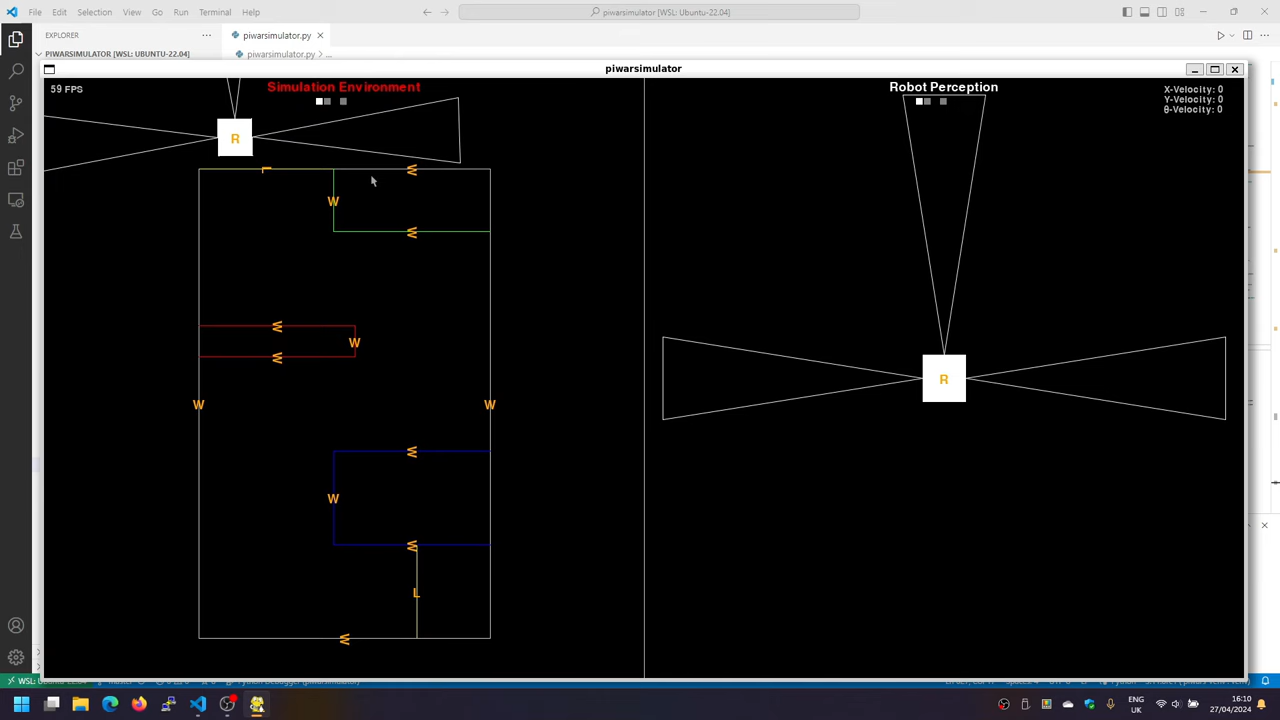 File Edit Selection View Go Run Terminal Help
piwarsimulator [WSL: Ubuntu-22.04]
EXPLORER
piwarsimulator.py
PIWARSIMULATOR [WSL: UBUNTU-22.04]
piwarsimulator.py > ...
piwarsimulator
59 FPS
Simulation Environment
R
L
W
W
W
W
W
W
W
W
W
W
W
L
W
Robot Perception
X-Velocity: 0
Y-Velocity: 0
θ-Velocity: 0
R
ENG
UK
16:10
27/04/2024